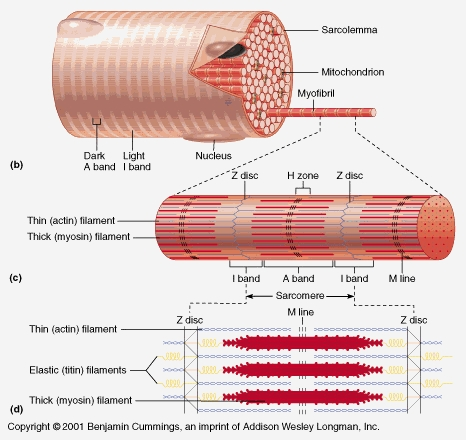 Sarcolemma
Mitochondrion
Myofibril
Dark
A band
Light
I band
Nucleus
(b)
Z disc
H zone
Z disc
Thin (actin) filament
Thick (myosin) filament
(c)
I band
A band
I band
M line
Sarcomere
M line
Thin (actin) filament
Z disc
Z disc
Elastic (titin) filaments
Thick (myosin) filament
(d)
Copyright © 2001 Benjamin Cummings, an imprint of Addison Wesley Longman, Inc.